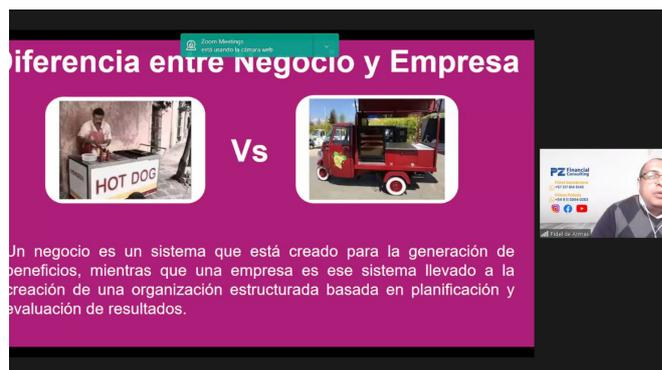 Zoom Meetings
está usando la cámara web
iferencia entre Negocio y Empresa
HOT DOG
Vs
Un negocio es un sistema que está creado para la generación de
beneficios, mientras que una empresa es ese sistema llevado a la
creación de una organización estructurada basada en planificación y
evaluación de resultados.
PZ Financial
Consulting
Fidel de Armas